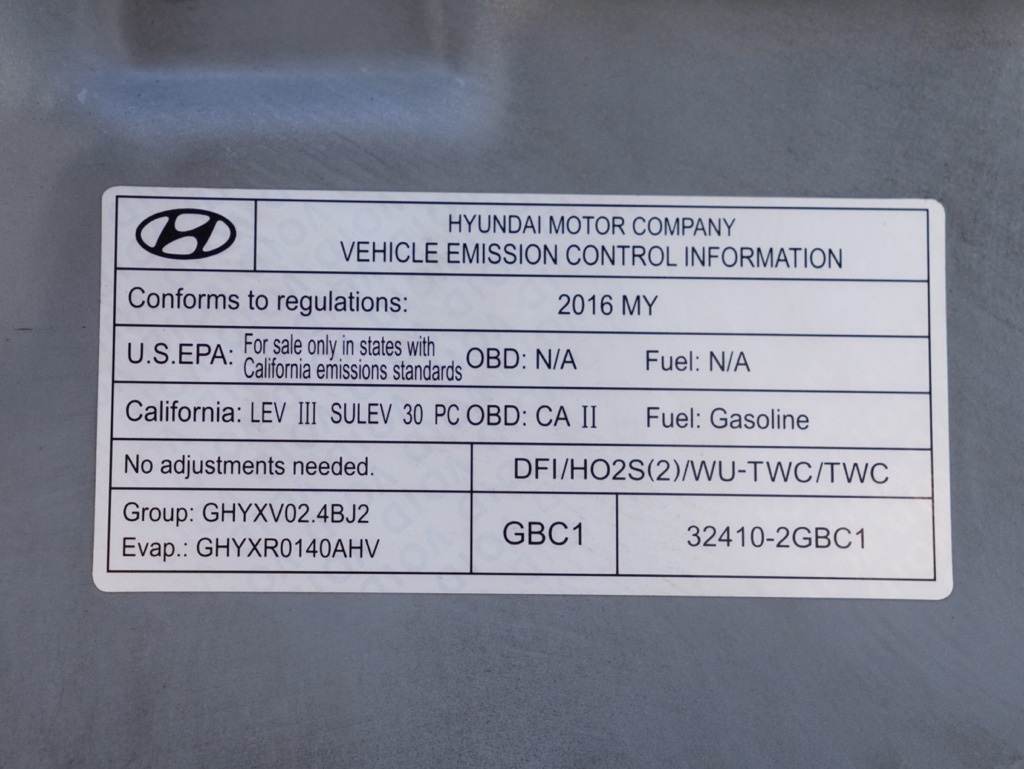 HYUNDAI MOTOR COMPANY
VEHICLE EMISSION CONTROL INFORMATION
Conforms to regulations: 2016 MY
U.S.EPA: For sale only in states with California emissions standards OBD: N/A Fuel: N/A
California: LEV III SULEV 30 PC OBD: CA II Fuel: Gasoline
No adjustments needed. DFI/HO2S(2)/WU-TWC/TWC
Group: GHYXV02.4BJ2
Evap.: GHYXR0140AHV
GBC1 32410-2GBC1